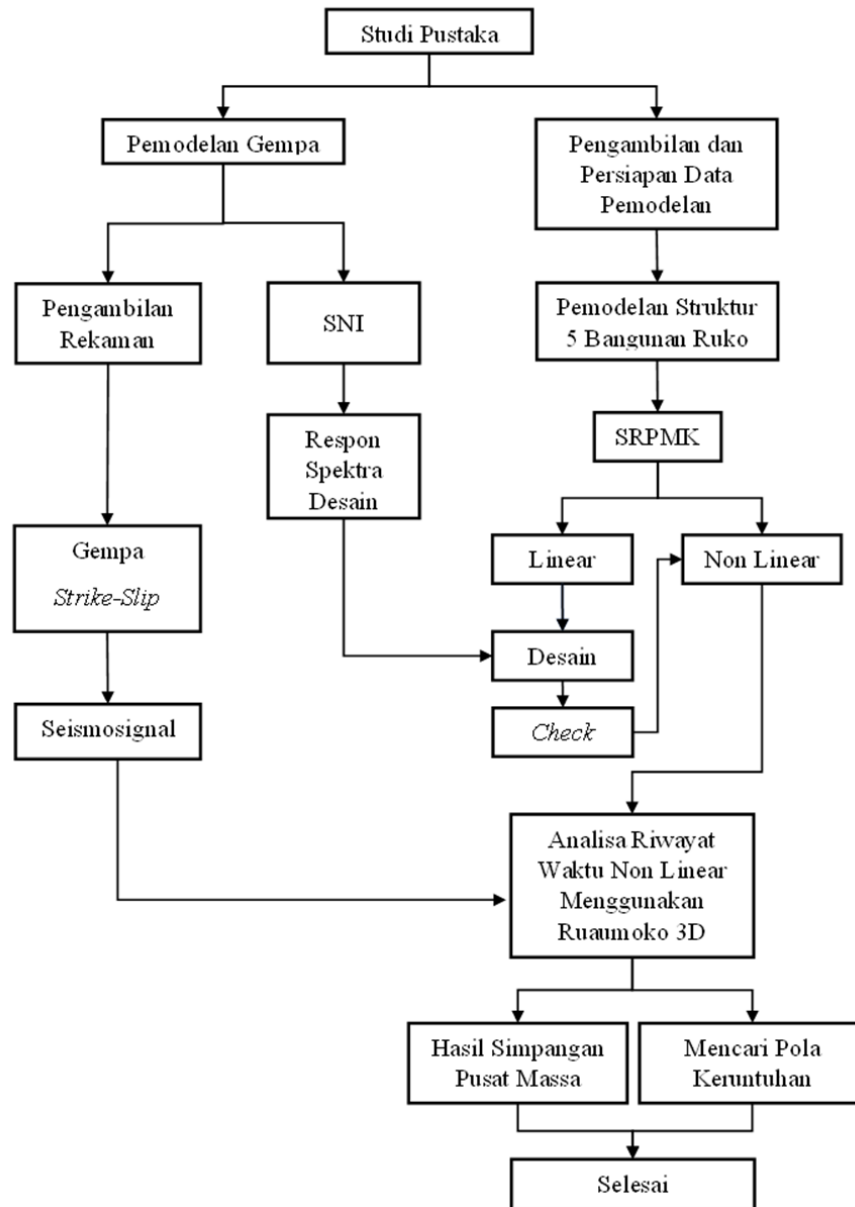 Studi Pustaka
Pemodelan Gempa
Pengambilan dan
Persiapan Data
Pemodelan
Pengambilan
Rekaman
SNI
Pemodelan Struktur
5 Bangunan Ruko
Respon
Spektra
Desain
SRPMK
Gempa
Strike-Slip
Linear
Non Linear
Desain
Seismosignal
Check
Analisa Riwayat
Waktu Non Linear
Menggunakan
Ruaumoko 3D
Hasil Simpangan
Pusat Massa
Mencari Pola
Keruntuhan
Selesai